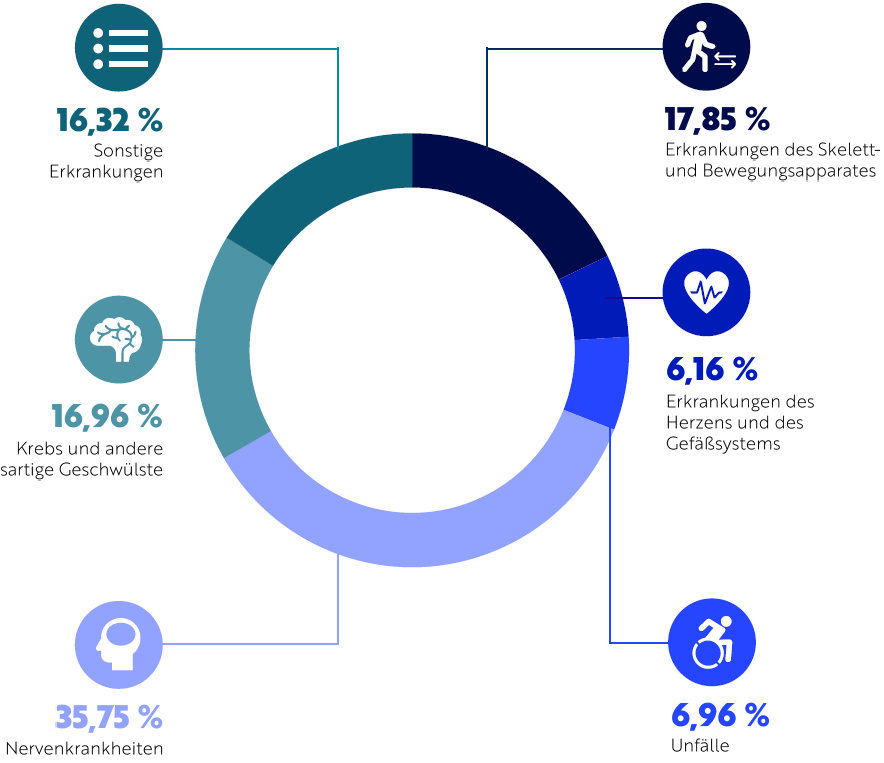 16,32 %
Sonstige
Erkrankungen
17,85 %
Erkrankungen des Skelett-
und Bewegungsapparates
16,96 %
Krebs und andere
sartige Geschwülste
6,16 %
Erkrankungen des
Herzens und des
Gefäßsystems
35,75 %
Nervenkrankheiten
6,96 %
Unfälle